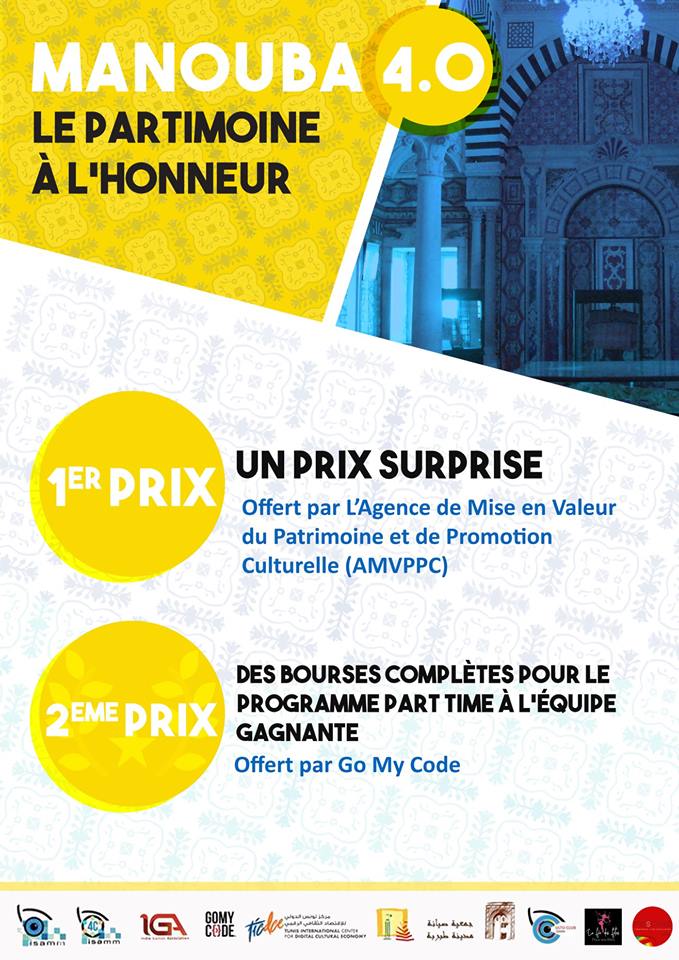 MANOUBA 4.0
LE PARTIMOINE
À L'HONNEUR
1ER PRIX
UN PRIX SURPRISE
Offert par L'Agence de Mise en Valeur
du Patrimoine et de Promotion
Culturelle (AMVPPC)
2EME PRIX
DES BOURSES COMPLÈTES POUR LE
PROGRAMME PART TIME À L'ÉQUIPE
GAGNANTE
Offert par Go My Code
isamm
4C
isamm
IGA
GOMY
CODE
مركز تونس الدولي
للإقتصاد الثقافي الرقمي
TUNIS INTERNATIONAL CENTER
FOR DIGITAL CULTURAL ECONOMY
جمعية صيانة
مدينة طبربة